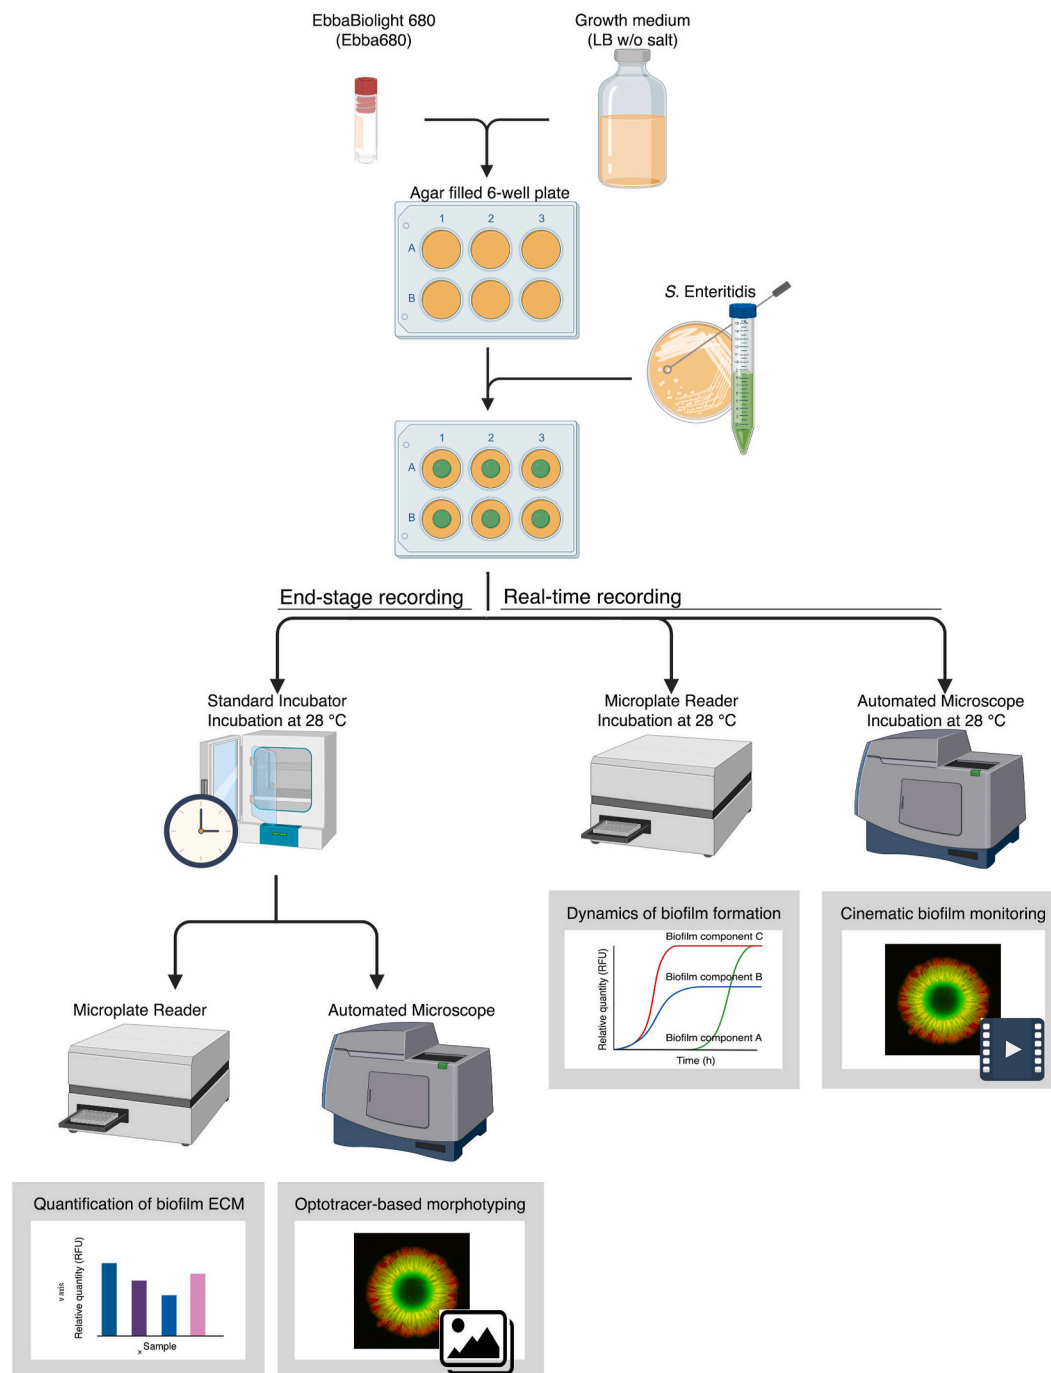 EbbaBiolight 680
(Ebba680)
Growth medium
(LB w/o salt)
Agar filled 6-well plate
1 2 3
A
B
S. Enteritidis
1 2 3
A
B
End-stage recording
Real-time recording
Standard Incubator
Incubation at 28 °C
Microplate Reader
Incubation at 28 °C
Automated Microscope
Incubation at 28 °C
Dynamics of biofilm formation
Relative quantity (RFU)
Biofilm component C
Biofilm component B
Biofilm component A
Time (h)
Cinematic biofilm monitoring
Microplate Reader
Automated Microscope
Quantification of biofilm ECM
Relative quantity (RFU)
x Sample
Optotracer-based morphotyping